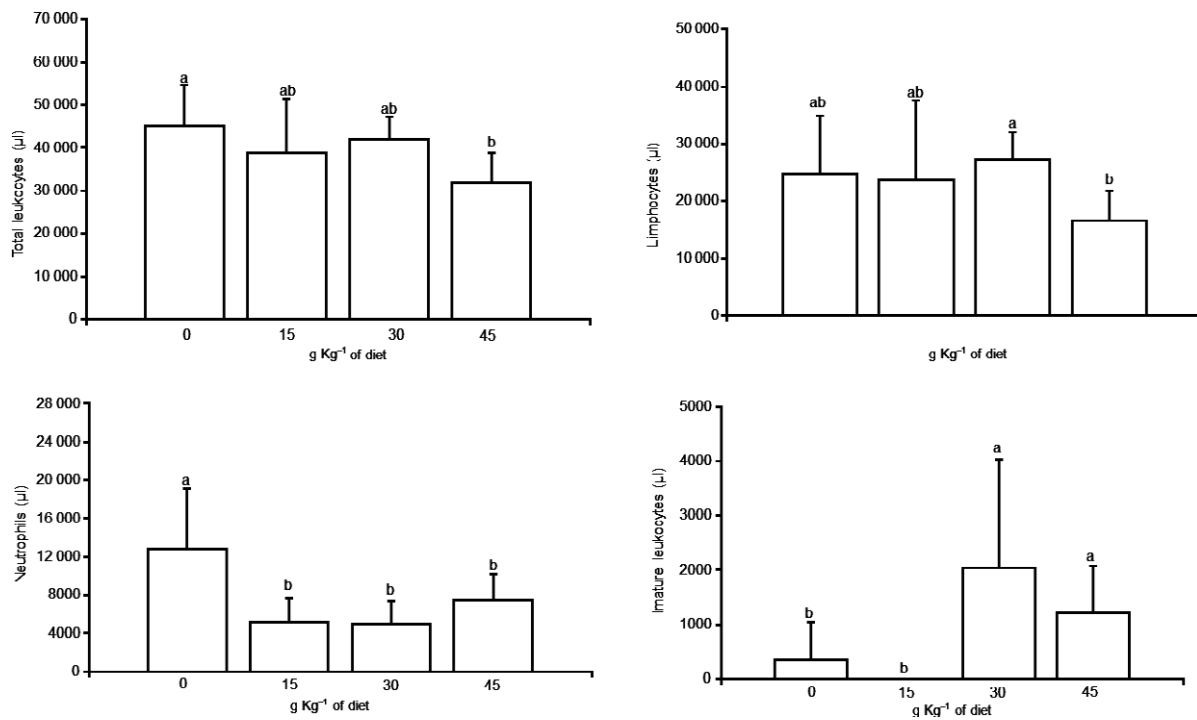 70 000
60 000
50 000
40 000
30 000
20 000
10 000
0
Total leukccytes (µl)
a
ab
ab
b
0 15 30 45
g Kg⁻¹ of diet
50 000
40 000
30 000
20 000
10 000
0
Limphocytes (µl)
ab
ab
a
b
g Kg⁻¹ of diet
28 000
24 000
20 000
16 000
12 000
8000
4000
0
Neutrophils (µl)
a
b
b
b
0 15 30 45
g Kg⁻¹ of diet
5000
4000
3000
2000
1000
0
Imature leukocytes (µl)
b
b
a
a
0 15 30 45
g Kg⁻¹ of diet